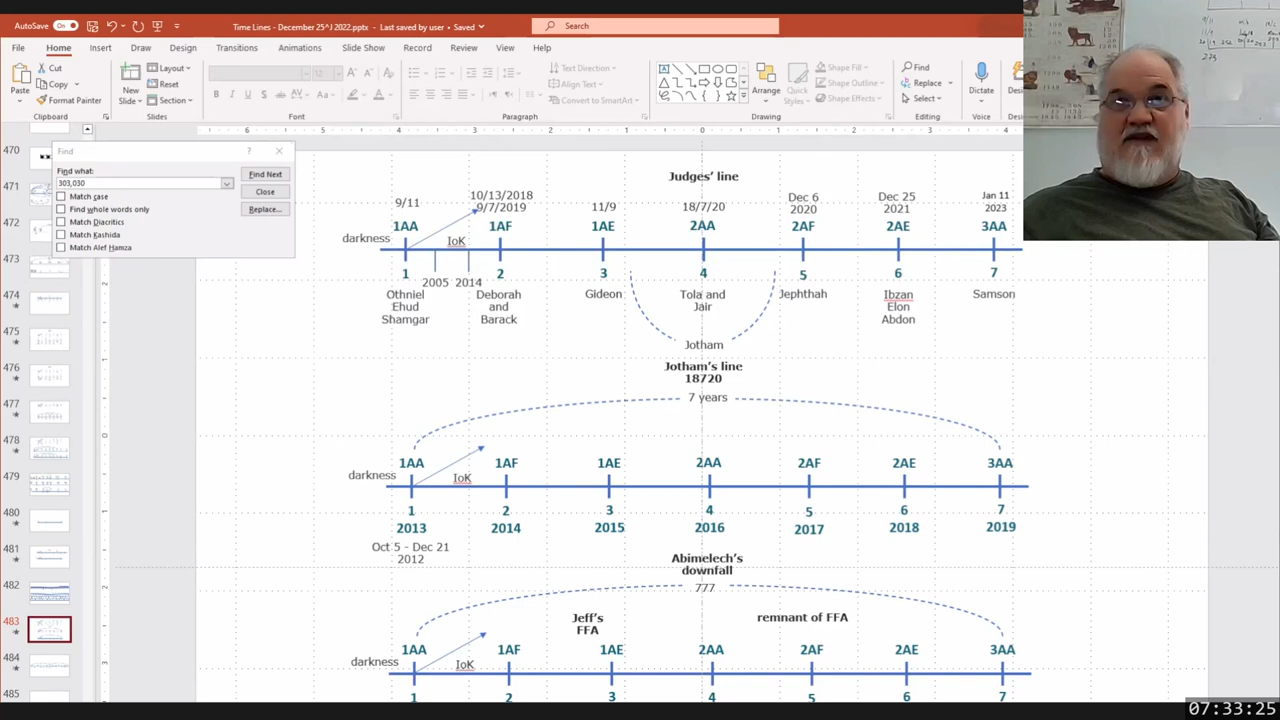 AutoSave On Time Lines - December 25^J 2022.pptx - Last saved by user • Saved Search
File Home Insert Draw Design Transitions Animations Slide Show Record Review View Help
Paste Cut Copy Format Painter
Clipboard
New Slide Layout Reset Section
Slides
Font
Text Direction Align Text Convert to SmartArt
Paragraph
Arrange Quick Styles Shape Fill Shape Outline Shape Effects
Drawing
Find Replace Select
Editing
Dictate
Voice
Find
Find what:
303,030
Match case
Find whole words only
Match Diacritics
Match Kashida
Match Alef Hamza
Find Next
Close
Replace...
470
471
472
473
474
475
476
477
478
479
480
481
482
483
484
485
Judges' line
9/11 10/13/2018 9/7/2019 11/9 18/7/20 Dec 6 2020 Dec 25 2021 Jan 11 2023
1AA 1AF 1AE 2AA 2AF 2AE 3AA
darkness IoK
1 2005 2014 2 3 4 5 6 7
Othniel Ehud Shamgar
Deborah and Barack
Gideon
Tola and Jair
Jephthah
Ibzan Elon Abdon
Samson
Jotham
Jotham's line
18720
7 years
1AA 1AF 1AE 2AA 2AF 2AE 3AA
darkness IoK
1 2 3 4 5 6 7
2013 2014 2015 2016 2017 2018 2019
Oct 5 - Dec 21
2012
Abimelech's
downfall
777
Jeff's
FFA
remnant of FFA
1AA 1AF 1AE 2AA 2AF 2AE 3AA
darkness IoK
1 2 3 4 5 6 7
07:33:25